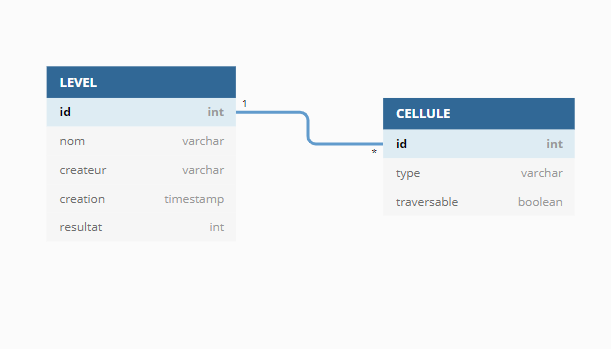 LEVEL
id int
nom varchar
createur varchar
creation timestamp
resultat int
1
*
CELLULE
id int
type varchar
traversable boolean